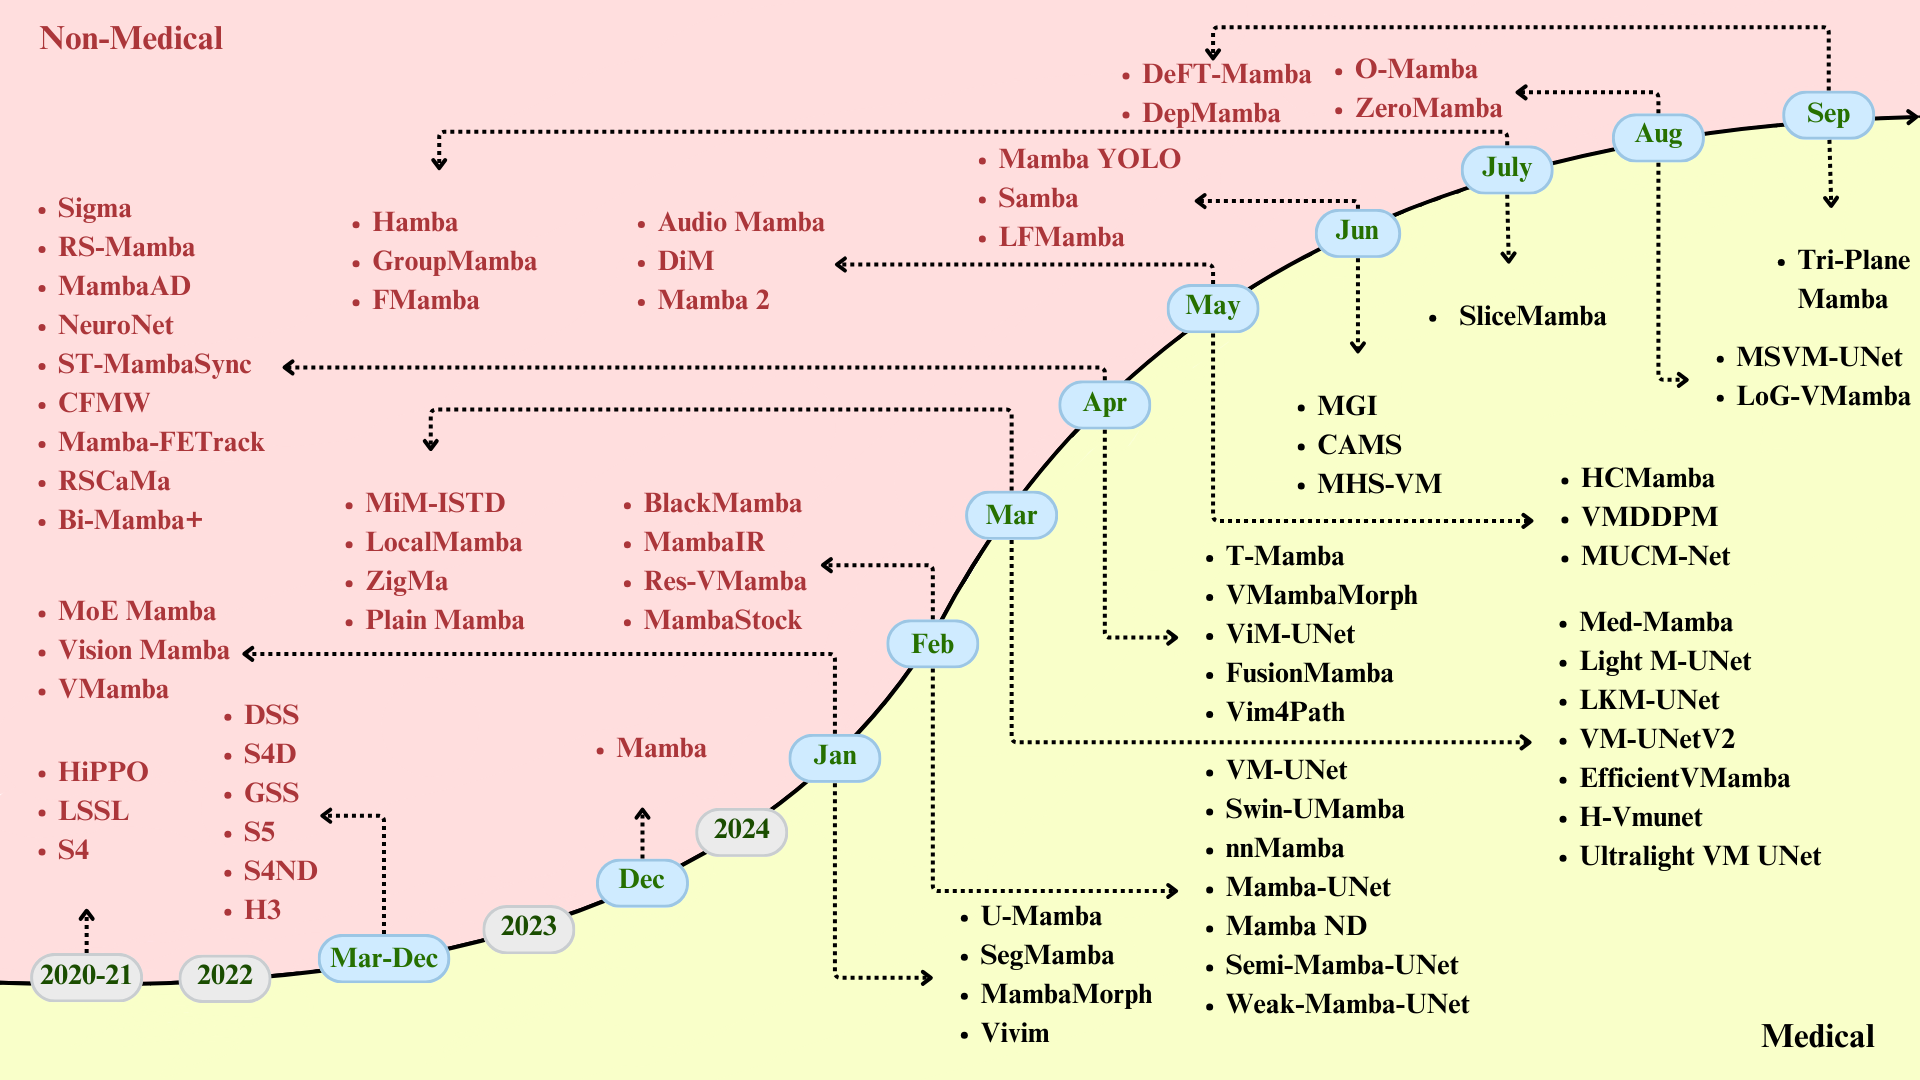 Non-Medical
DeFT-Mamba
DepMamba
O-Mamba
ZeroMamba
Sep
Aug
July
Mamba YOLO
Samba
LFMamba
Jun
Sigma
RS-Mamba
MambaAD
NeuroNet
ST-MambaSync
CFMW
Mamba-FETrack
RSCaMa
Bi-Mamba+
Hamba
GroupMamba
FMamba
Audio Mamba
DiM
Mamba 2
May
SliceMamba
Tri-Plane
Mamba
MSVM-UNet
LoG-VMamba
Apr
MGI
CAMS
MHS-VM
HCMamba
VMDDPM
MUCM-Net
MiM-ISTD
LocalMamba
ZigMa
Plain Mamba
BlackMamba
MambaIR
Res-VMamba
MambaStock
Mar
T-Mamba
VMambaMorph
ViM-UNet
FusionMamba
Vim4Path
MoE Mamba
Vision Mamba
VMamba
Feb
Med-Mamba
Light M-UNet
LKM-UNet
VM-UNetV2
EfficientVMamba
H-Vmunet
Ultralight VM UNet
HiPPO
LSSL
S4
DSS
S4D
GSS
S5
S4ND
H3
Mamba
Jan
VM-UNet
Swin-UMamba
nnMamba
Mamba-UNet
Mamba ND
Semi-Mamba-UNet
Weak-Mamba-UNet
2024
Dec
2023
U-Mamba
SegMamba
MambaMorph
Vivim
2020-21
2022
Mar-Dec
Medical